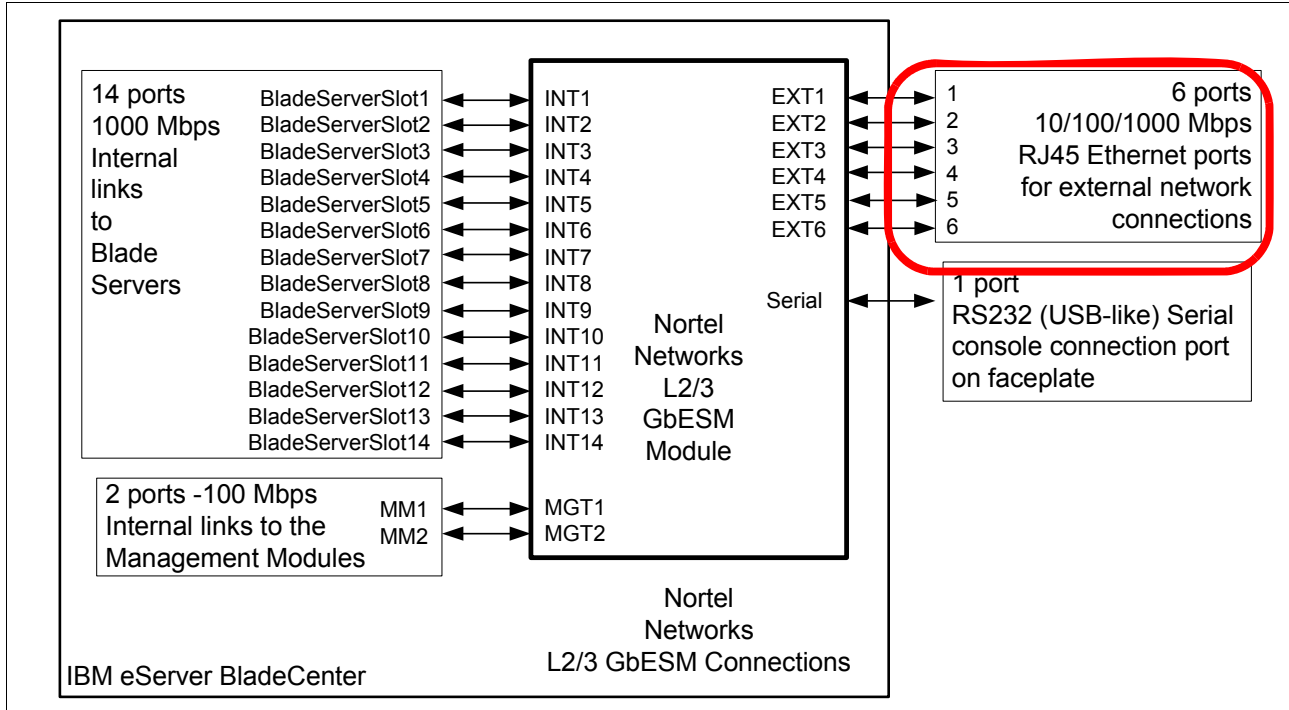 14 ports
1000 Mbps
Internal
links
to
Blade
Servers
BladeServerSlot1
BladeServerSlot2
BladeServerSlot3
BladeServerSlot4
BladeServerSlot5
BladeServerSlot6
BladeServerSlot7
BladeServerSlot8
BladeServerSlot9
BladeServerSlot10
BladeServerSlot11
BladeServerSlot12
BladeServerSlot13
BladeServerSlot14
INT1
INT2
INT3
INT4
INT5
INT6
INT7
INT8
INT9
INT10
INT11
INT12
INT13
INT14
EXT1
EXT2
EXT3
EXT4
EXT5
EXT6
1
2
3
4
5
6
6 ports
10/100/1000 Mbps
RJ45 Ethernet ports
for external network
connections
Serial
1 port
RS232 (USB-like) Serial
console connection port
on faceplate
Nortel
Networks
L2/3
GbESM
Module
2 ports -100 Mbps
Internal links to the
Management Modules
MM1
MM2
MGT1
MGT2
Nortel
Networks
L2/3 GbESM Connections
IBM eServer BladeCenter